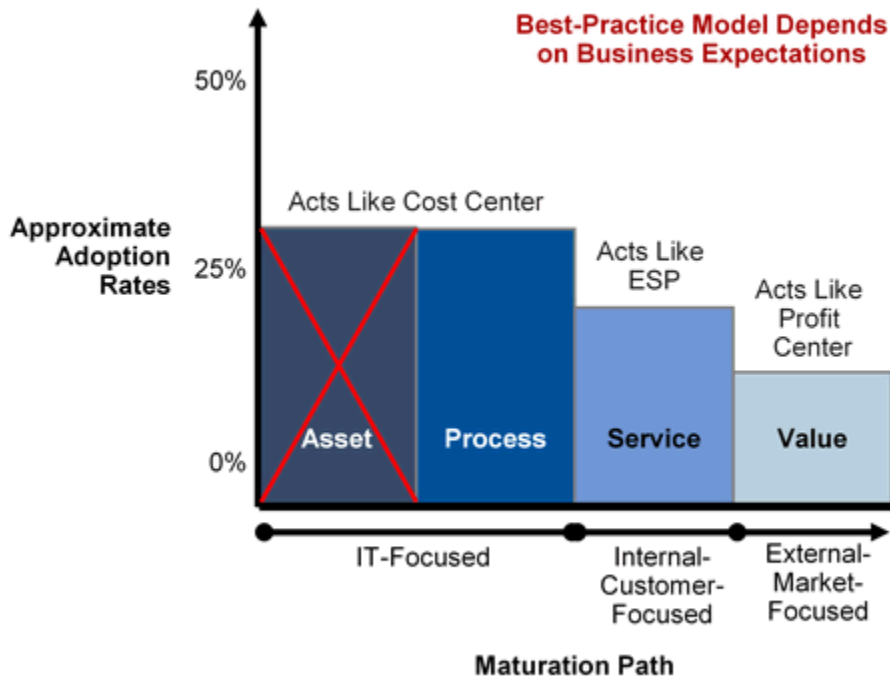 Best-Practice Model Depends
on Business Expectations
50%
Acts Like Cost Center
Approximate
Adoption
Rates
25%
Acts Like
ESP
Acts Like
Profit
Center
0%
Asset
Process
Service
Value
IT-Focused
Internal-
Customer-
Focused
External-
Market-
Focused
Maturation Path